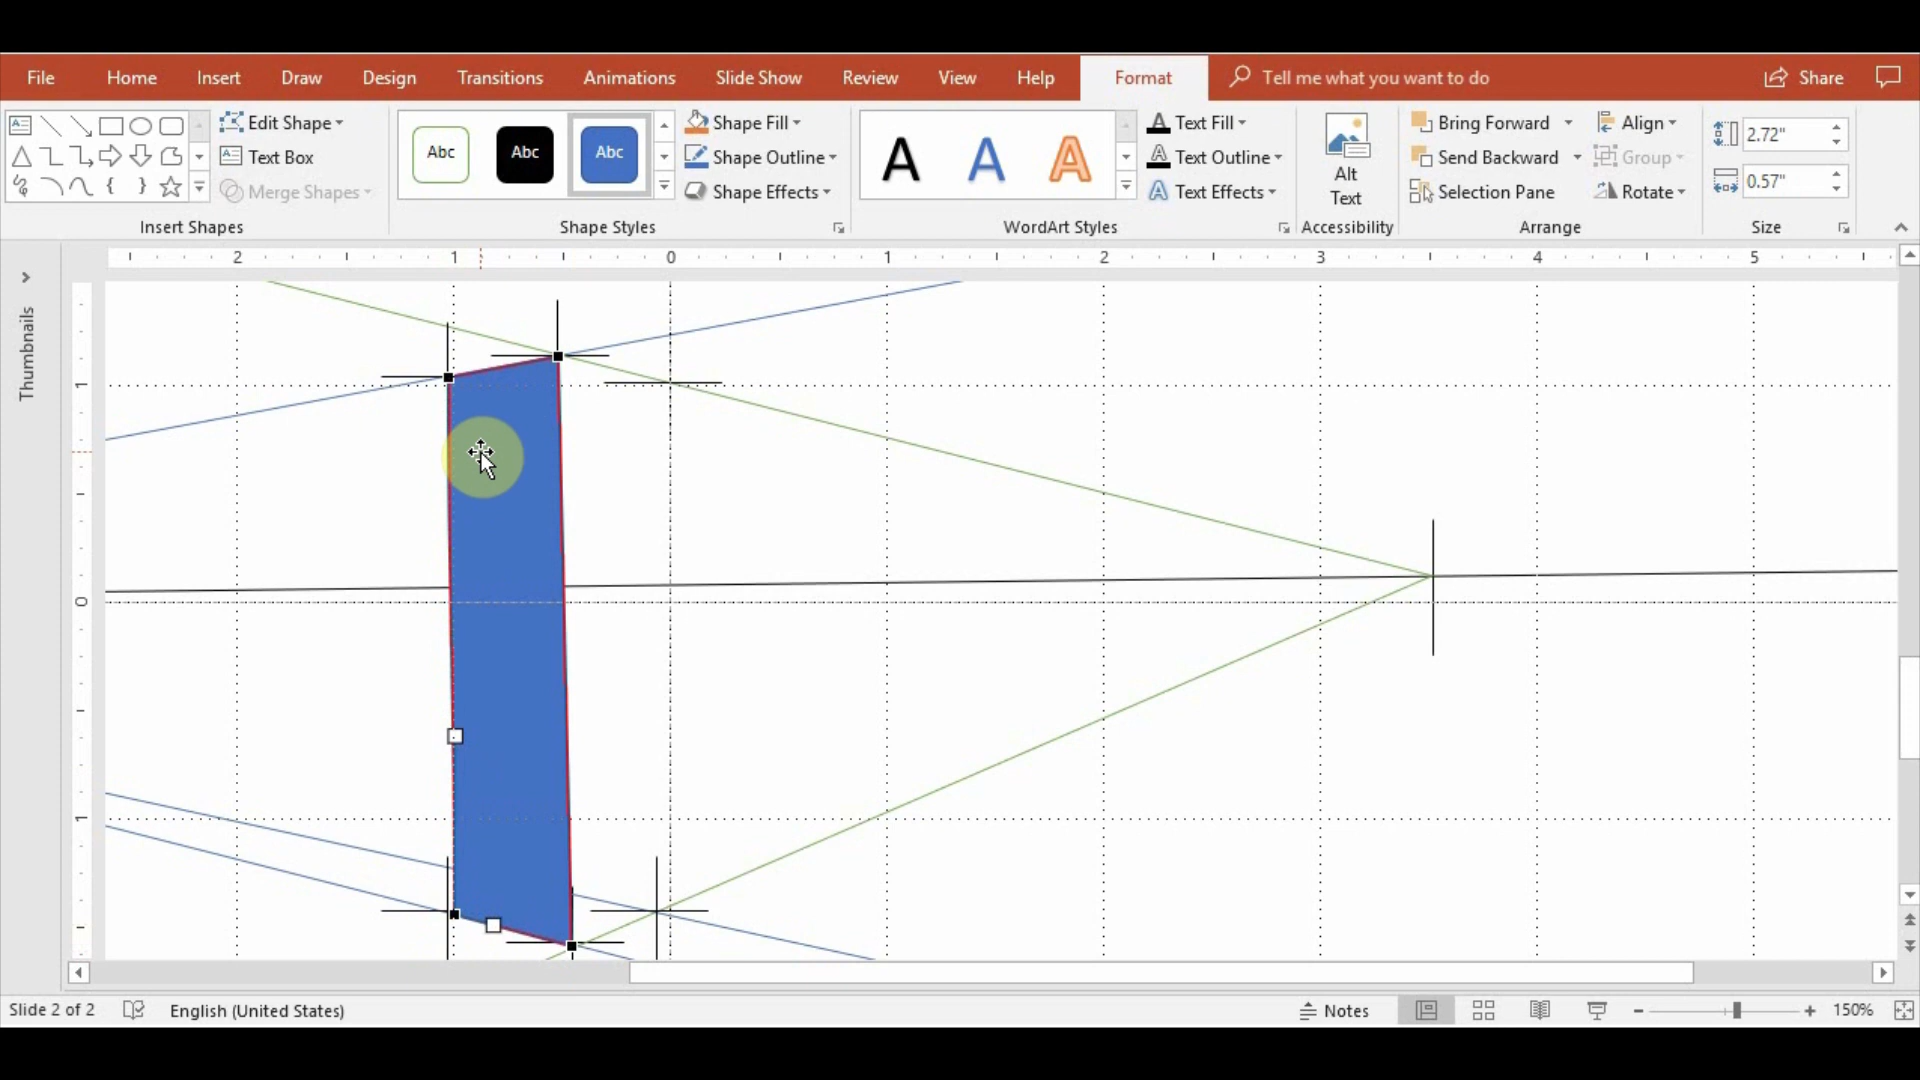 File Home Insert Draw Design Transitions Animations Slide Show Review View Help Format Tell me what you want to do Share
Edit Shape
Text Box
Merge Shapes
Insert Shapes
Abc Abc Abc
Shape Fill
Shape Outline
Shape Effects
Shape Styles
A A A
Text Fill
Text Outline
Text Effects
WordArt Styles
Alt
Text
Accessibility
Bring Forward
Send Backward
Selection Pane
Align
Group
Rotate
Arrange
2.72"
0.57"
Size
2 1 0 1 2 3 4 5
Thumbnails
1
0
1
Slide 2 of 2 English (United States) Notes 150%